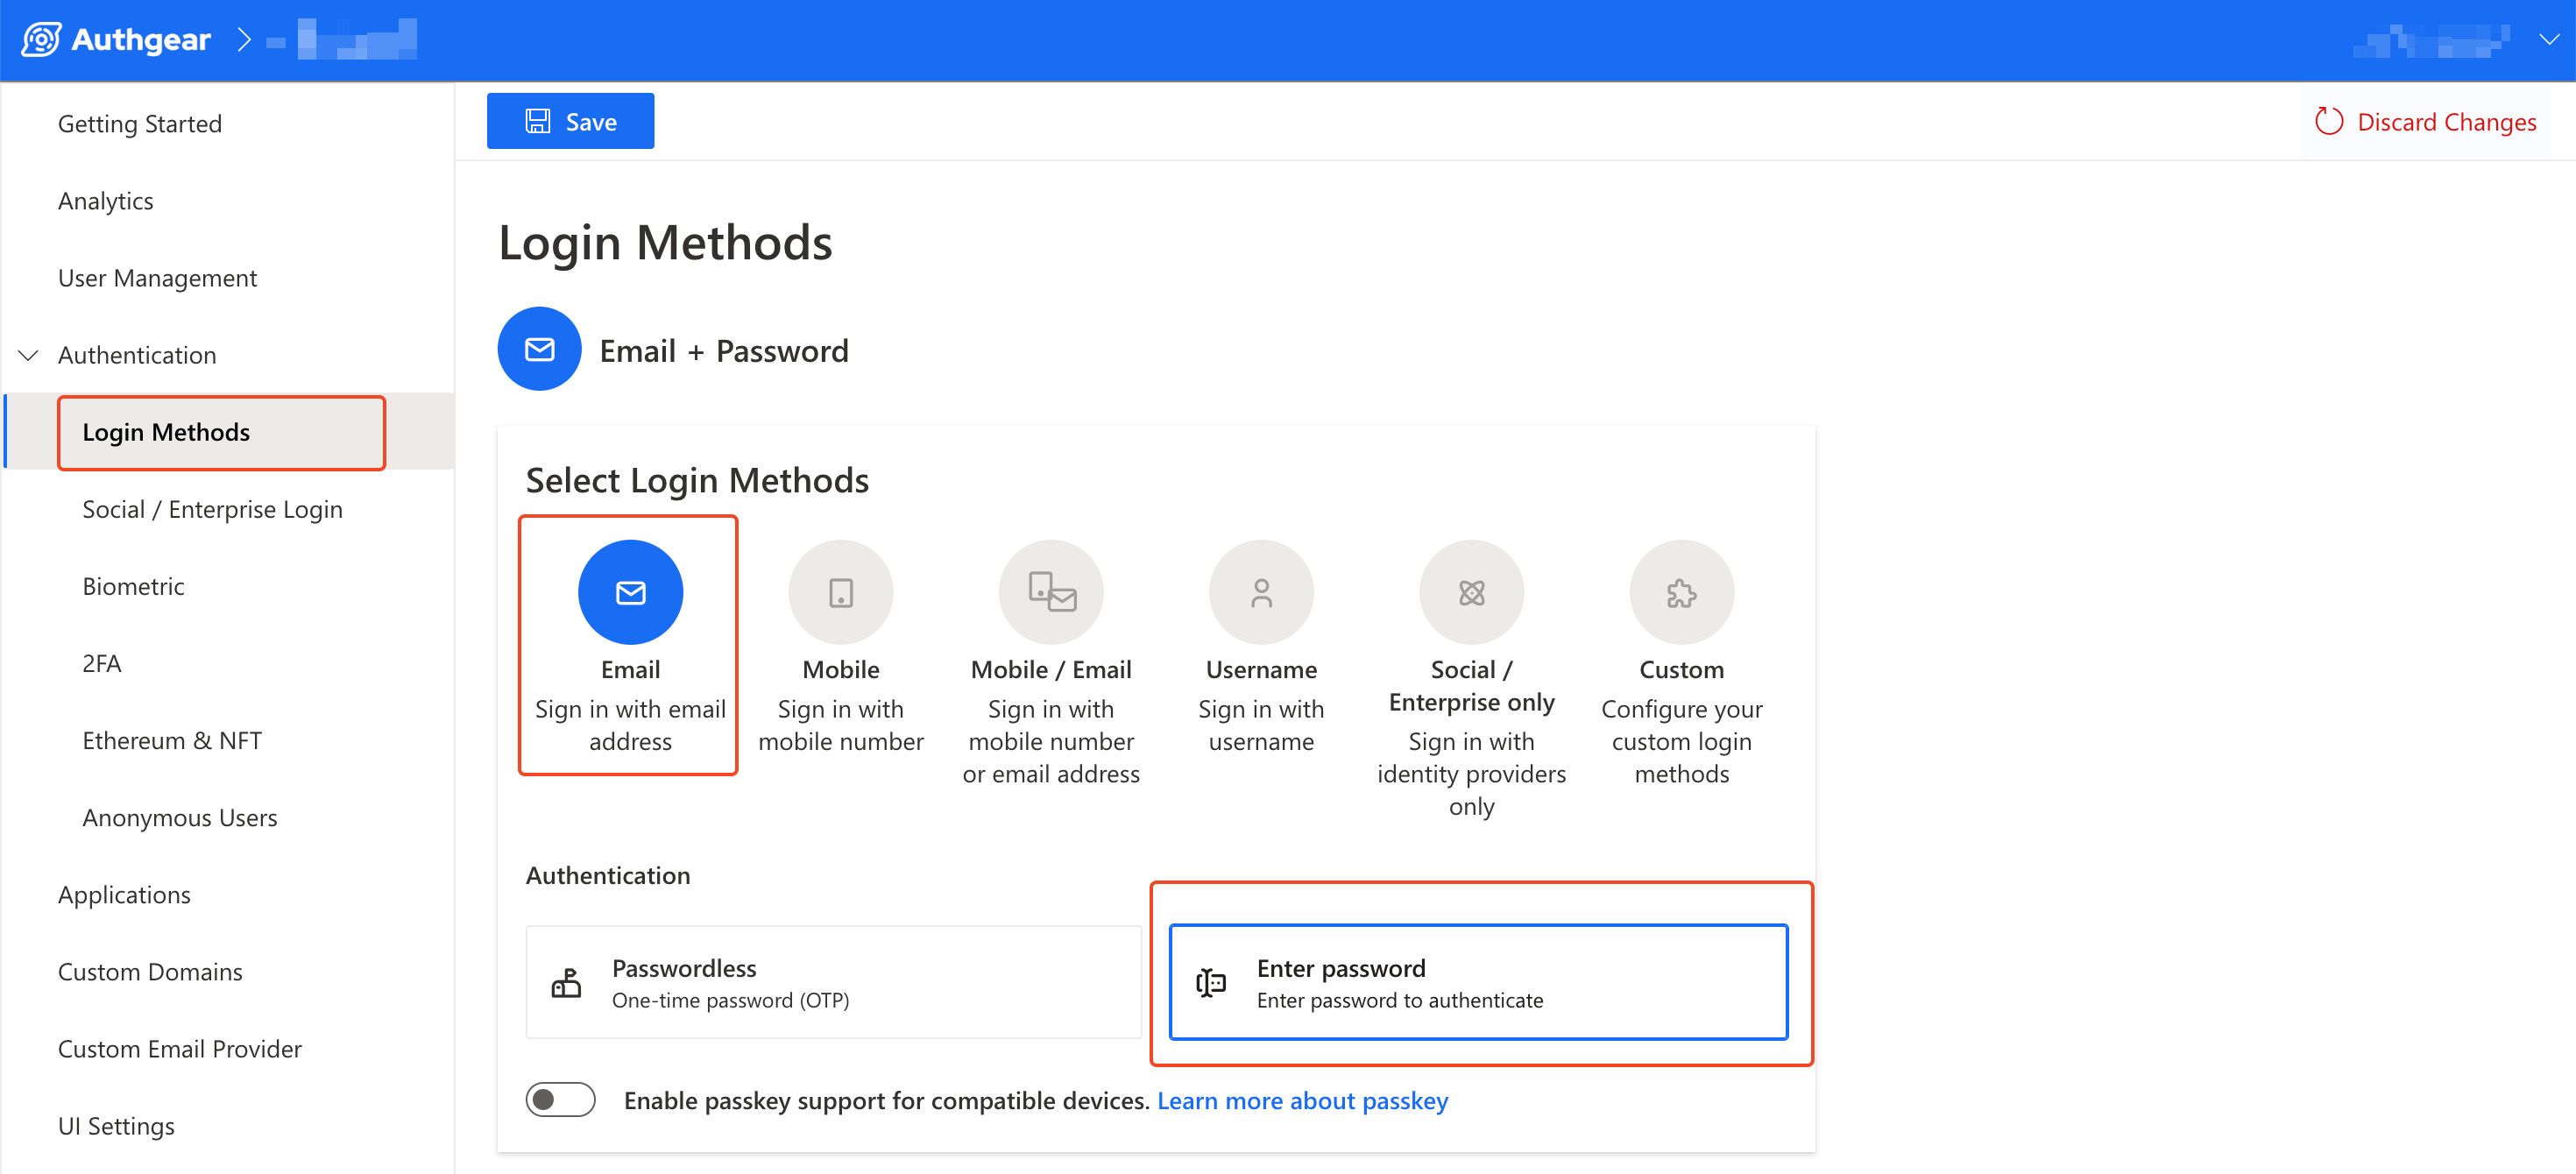 Authgear
Save
Discard Changes
Getting Started
Analytics
User Management
Authentication
Login Methods
Social / Enterprise Login
Biometric
2FA
Ethereum & NFT
Anonymous Users
Applications
Custom Domains
Custom Email Provider
UI Settings
Login Methods
Email + Password
Select Login Methods
Email
Sign in with email
address
Mobile
Sign in with
mobile number
Mobile / Email
Sign in with
mobile number
or email address
Username
Sign in with
username
Social /
Enterprise only
Sign in with
identity providers
only
Custom
Configure your
custom login
methods
Authentication
Passwordless
One-time password (OTP)
Enter password
Enter password to authenticate
Enable passkey support for compatible devices. Learn more about passkey